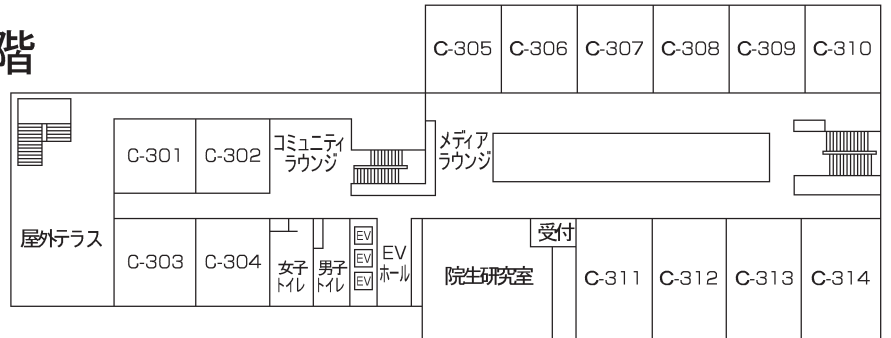 階
C-305 C-306 C-307 C-308 C-309 C-310
C-301 C-302
コミュニティ
ラウンジ
メディア
ラウンジ
屋外テラス
C-303 C-304
女子
トイレ
男子
トイレ
EV
EV
EV
EV
ホール
受付
院生研究室
C-311 C-312 C-313 C-314